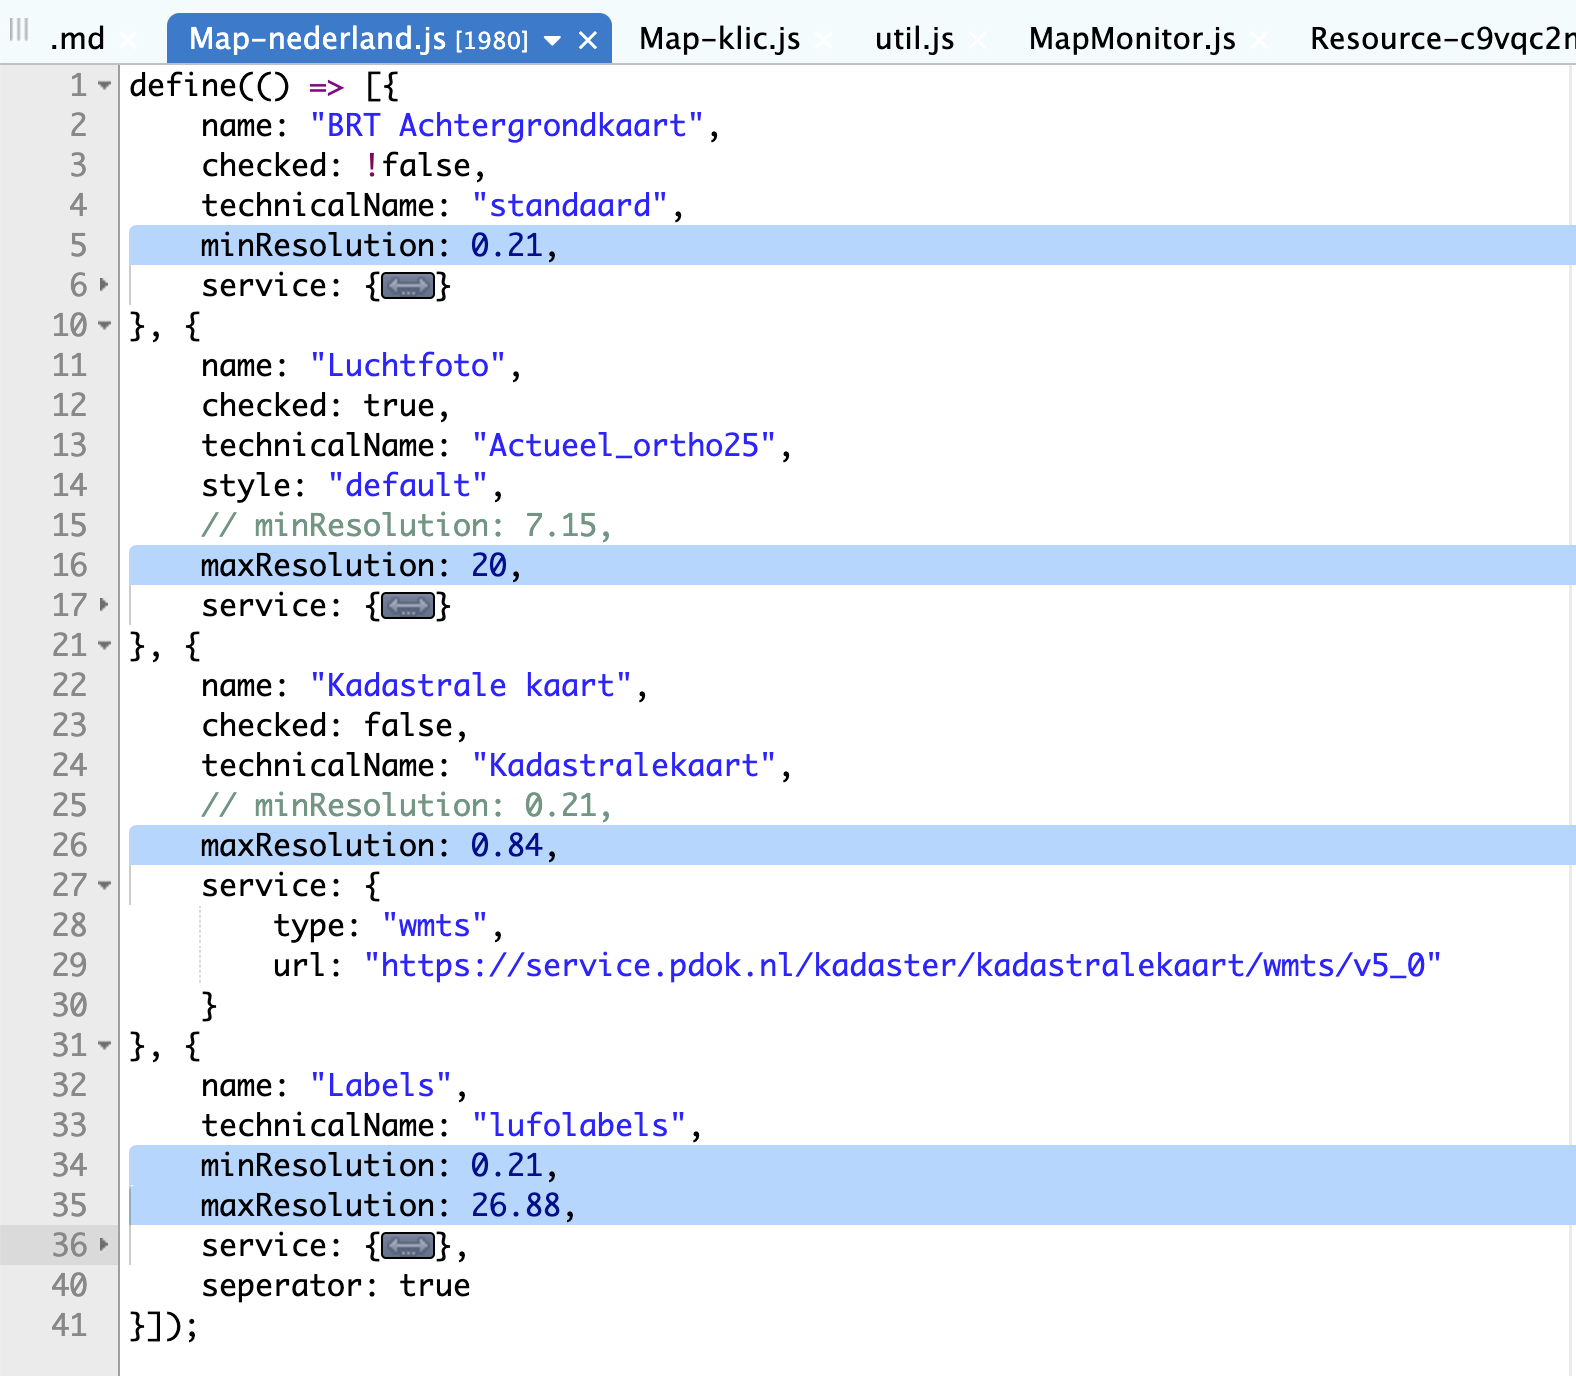 .md × Map-nederland.js [1980] × Map-klic.js × util.js × MapMonitor.js × Resource-c9vqc2
1 define(() => [{
2 name: "BRT Achtergrondkaart",
3 checked: !false,
4 technicalName: "standaard",
5 minResolution: 0.21,
6 service: {}
10 }, {
11 name: "Luchtfoto",
12 checked: true,
13 technicalName: "Actueel_ortho25",
14 style: "default",
15 // minResolution: 7.15,
16 maxResolution: 20,
17 service: {}
21 }, {
22 name: "Kadastrale kaart",
23 checked: false,
24 technicalName: "Kadastralekaart",
25 // minResolution: 0.21,
26 maxResolution: 0.84,
27 service: {
28 type: "wmts",
29 url: "https://service.pdok.nl/kadaster/kadastralekaart/wmts/v5_0"
30 }
31 }, {
32 name: "Labels",
33 technicalName: "lufolabels",
34 minResolution: 0.21,
35 maxResolution: 26.88,
36 service: {},
40 seperator: true
41 }]);